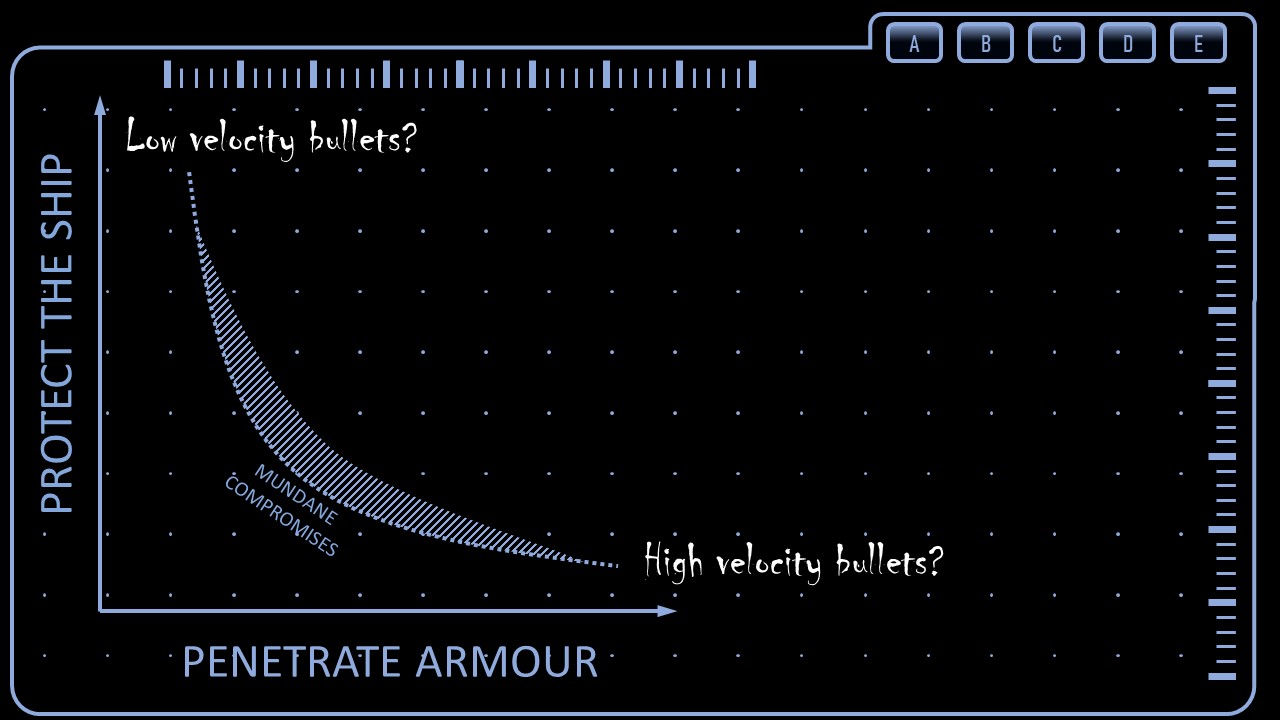 A B C D E
Low velocity bullets?
PROTECT THE SHIP
MUNDANE
COMPROMISES
High velocity bullets?
PENETRATE ARMOUR